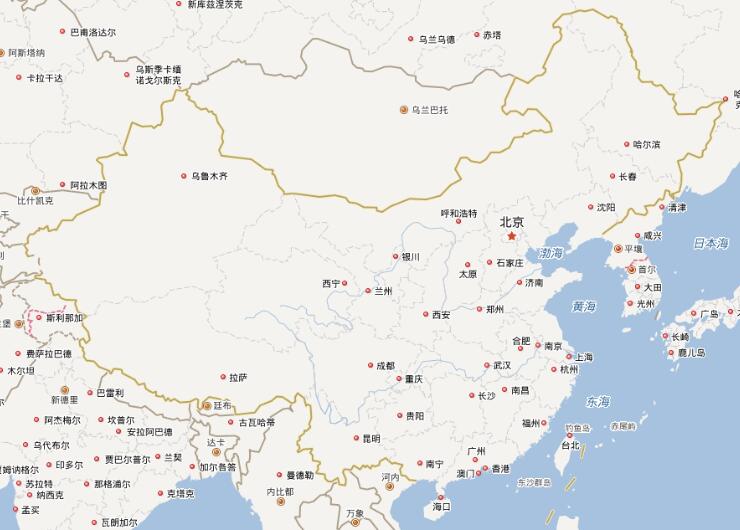 新库兹涅茨克
巴甫洛达尔
乌兰乌德
赤塔
阿斯塔纳
卡拉干达
乌斯季卡缅
诺戈尔斯克
乌兰巴托
哈尔滨
乌鲁木齐
长春
阿拉木图
比什凯克
沈阳
清津
呼和浩特
北京
咸兴
日本海
平壤
渤海
银川
石家庄
首尔
太原
西宁
兰州
济南
大田
黄海
光州
郑州
广岛
西安
斯利那加
长崎
合肥
南京
鹿儿岛
费萨拉巴德
上海
成都
武汉
杭州
木尔坦
拉萨
重庆
新德里
巴雷利
长沙
南昌
东海
廷布
贵阳
阿杰梅尔
坎普尔
古瓦哈蒂
福州
钓鱼岛
赤尾屿
安拉阿巴德
昆明
台北
乌代布尔
达卡
广州
印多尔
贾巴尔普尔
兰契
加尔各答
南宁
香港
澳门
曼德勒
河内
苏拉特
那格浦尔
东沙群岛
纳西克
克塔克
内比都
海口
孟买
瓦朗加尔
万象